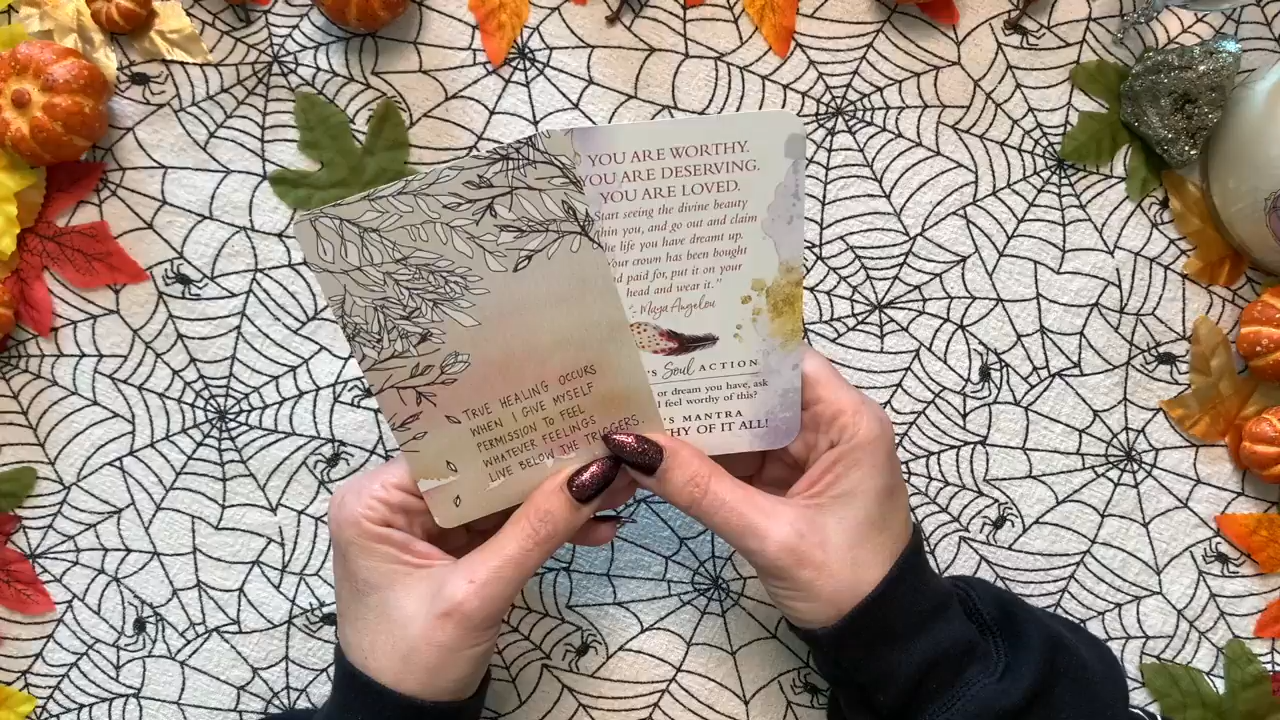 TRUE HEALING OCCURS
WHEN I GIVE MYSELF
PERMISSION TO FEEL
WHATEVER FEELINGS
LIVE BELOW THE TRIGGERS.
YOU ARE WORTHY.
YOU ARE DESERVING.
YOU ARE LOVED.
Start seeing the divine beauty
thin you, and go out and claim
he life you have dreamt up.
Your crown has been bought
d paid for, put it on your
head and wear it."
- Maya Angelou
'S Soul ACTION
or dream you have, ask
I feel worthy of this?
'S MANTRA
THY OF IT ALL!